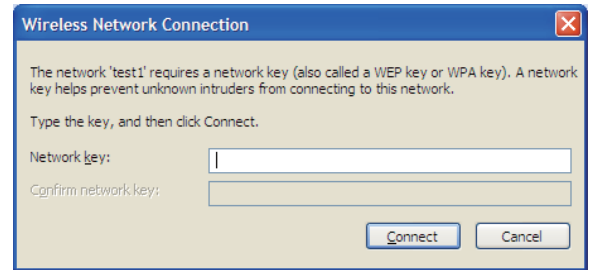 Wireless Network Connection
The network 'test1' requires a network key (also called a WEP key or WPA key). A network
key helps prevent unknown intruders from connecting to this network.
Type the key, and then click Connect.
Network key:
Confirm network key:
Connect Cancel